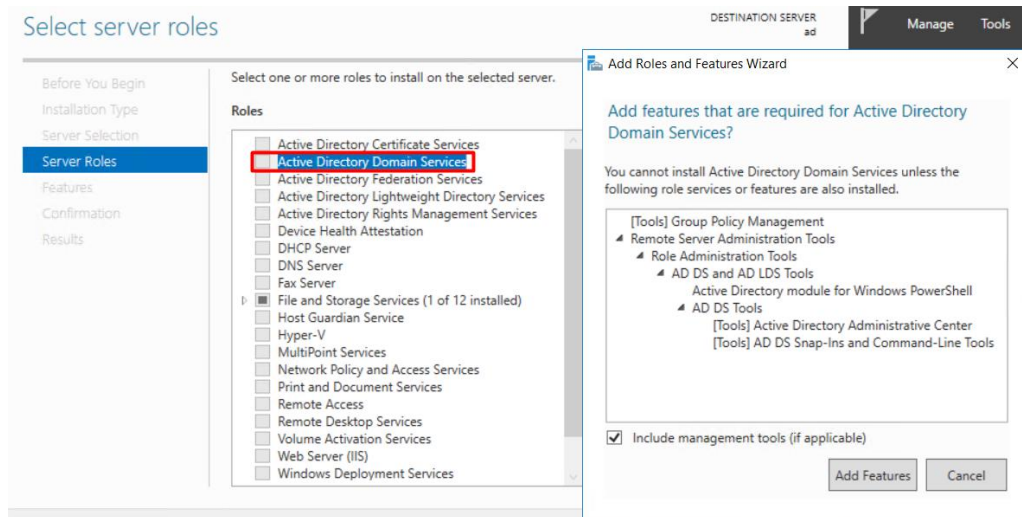 Select server roles
DESTINATION SERVER
ad
Manage Tools
Before You Begin
Installation Type
Server Selection
Server Roles
Features
Confirmation
Results
Select one or more roles to install on the selected server.
Roles
Active Directory Certificate Services
Active Directory Domain Services
Active Directory Federation Services
Active Directory Lightweight Directory Services
Active Directory Rights Management Services
Device Health Attestation
DHCP Server
DNS Server
Fax Server
File and Storage Services (1 of 12 installed)
Host Guardian Service
Hyper-V
MultiPoint Services
Network Policy and Access Services
Print and Document Services
Remote Access
Remote Desktop Services
Volume Activation Services
Web Server (IIS)
Windows Deployment Services
Add Roles and Features Wizard
Add features that are required for Active Directory
Domain Services?
You cannot install Active Directory Domain Services unless the
following role services or features are also installed.
[Tools] Group Policy Management
Remote Server Administration Tools
Role Administration Tools
AD DS and AD LDS Tools
Active Directory module for Windows PowerShell
AD DS Tools
[Tools] Active Directory Administrative Center
[Tools] AD DS Snap-Ins and Command-Line Tools
Include management tools (if applicable)
Add Features Cancel